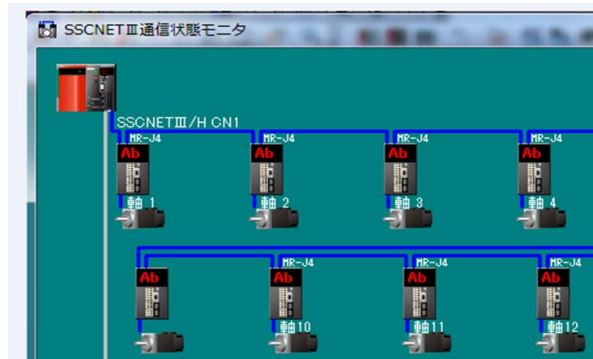 SSCNETⅢ通信状態モニタ
SSCNETⅢ/H CN1
MR-J4 MR-J4 MR-J4 MR-J4
Ab Ab Ab Ab
軸 1 軸 2 軸 3 軸 4
MR-J4 MR-J4 MR-J4
Ab Ab Ab Ab
軸10 軸11 軸12